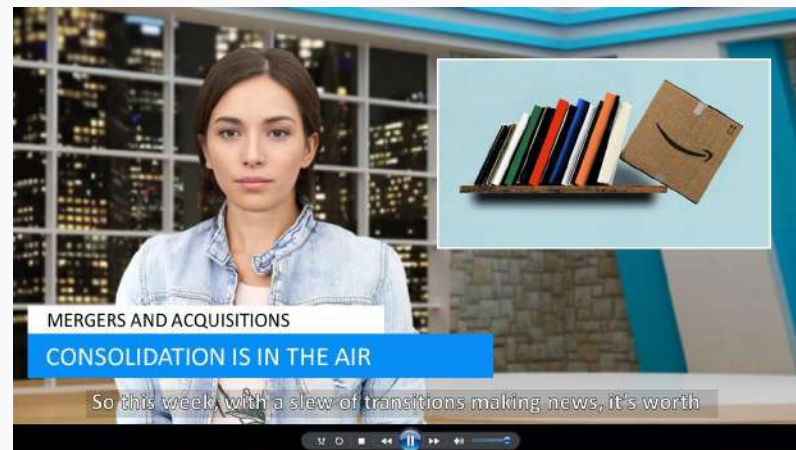 MERGERS AND ACQUISITIONS
CONSOLIDATION IS IN THE AIR
So this week, with a slew of transitions making news, it's worth